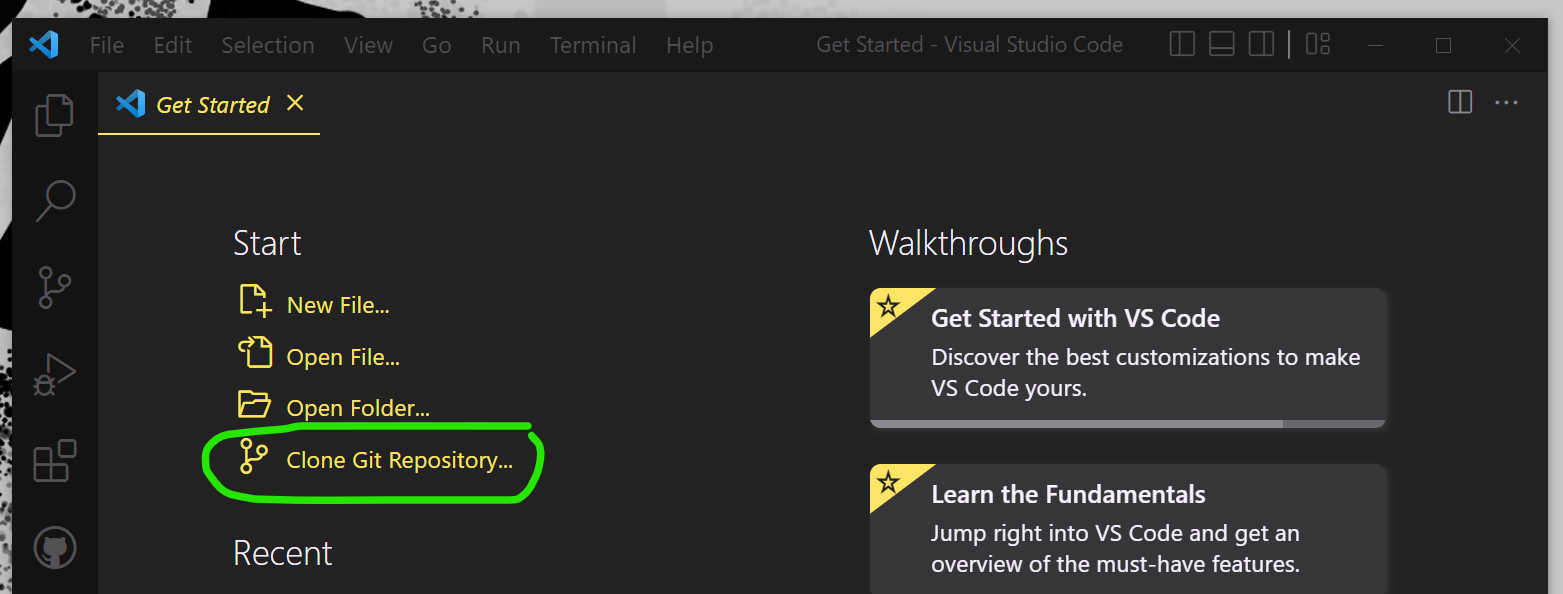 File Edit Selection View Go Run Terminal Help Get Started - Visual Studio Code
Get Started
Start
New File...
Open File...
Open Folder...
Clone Git Repository...
Recent
Walkthroughs
Get Started with VS Code
Discover the best customizations to make
VS Code yours.
Learn the Fundamentals
Jump right into VS Code and get an
overview of the must-have features.